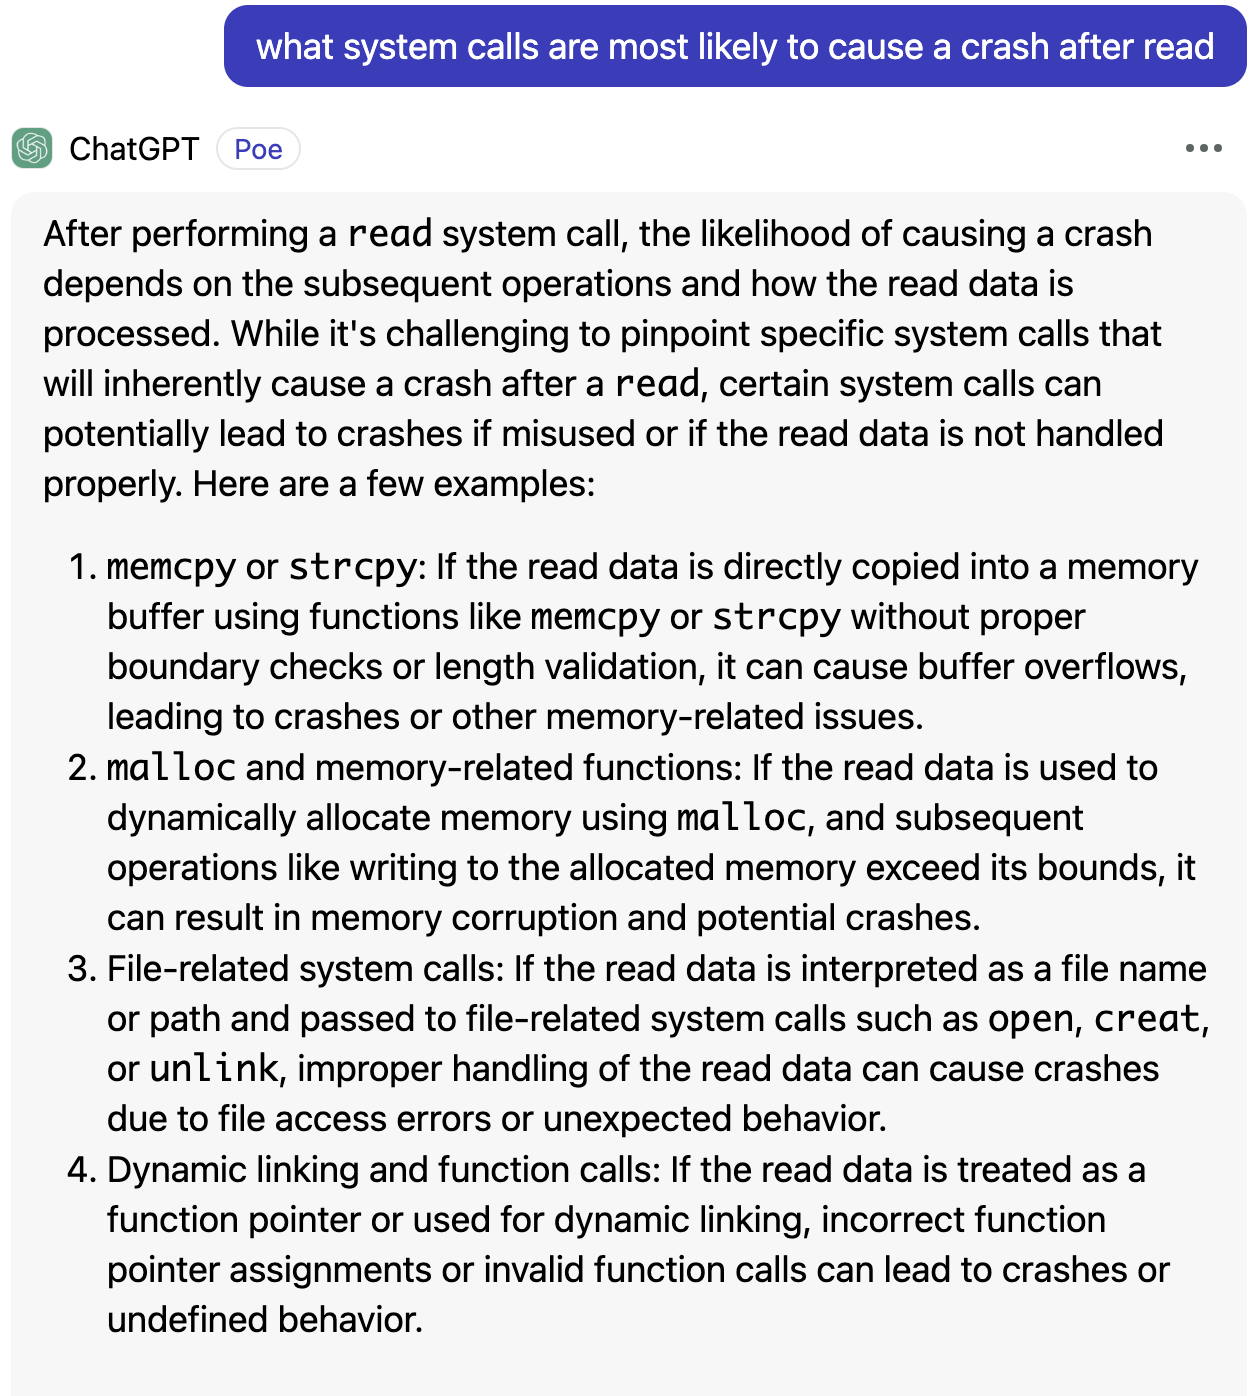 what system calls are most likely to cause a crash after read
ChatGPT Poe
After performing a read system call, the likelihood of causing a crash
depends on the subsequent operations and how the read data is
processed. While it's challenging to pinpoint specific system calls that
will inherently cause a crash after a read, certain system calls can
potentially lead to crashes if misused or if the read data is not handled
properly. Here are a few examples:
1. memcpy or strcpy: If the read data is directly copied into a memory
buffer using functions like memcpy or strcpy without proper
boundary checks or length validation, it can cause buffer overflows,
leading to crashes or other memory-related issues.
2. malloc and memory-related functions: If the read data is used to
dynamically allocate memory using malloc, and subsequent
operations like writing to the allocated memory exceed its bounds, it
can result in memory corruption and potential crashes.
3. File-related system calls: If the read data is interpreted as a file name
or path and passed to file-related system calls such as open, creat,
or unlink, improper handling of the read data can cause crashes
due to file access errors or unexpected behavior.
4. Dynamic linking and function calls: If the read data is treated as a
function pointer or used for dynamic linking, incorrect function
pointer assignments or invalid function calls can lead to crashes or
undefined behavior.